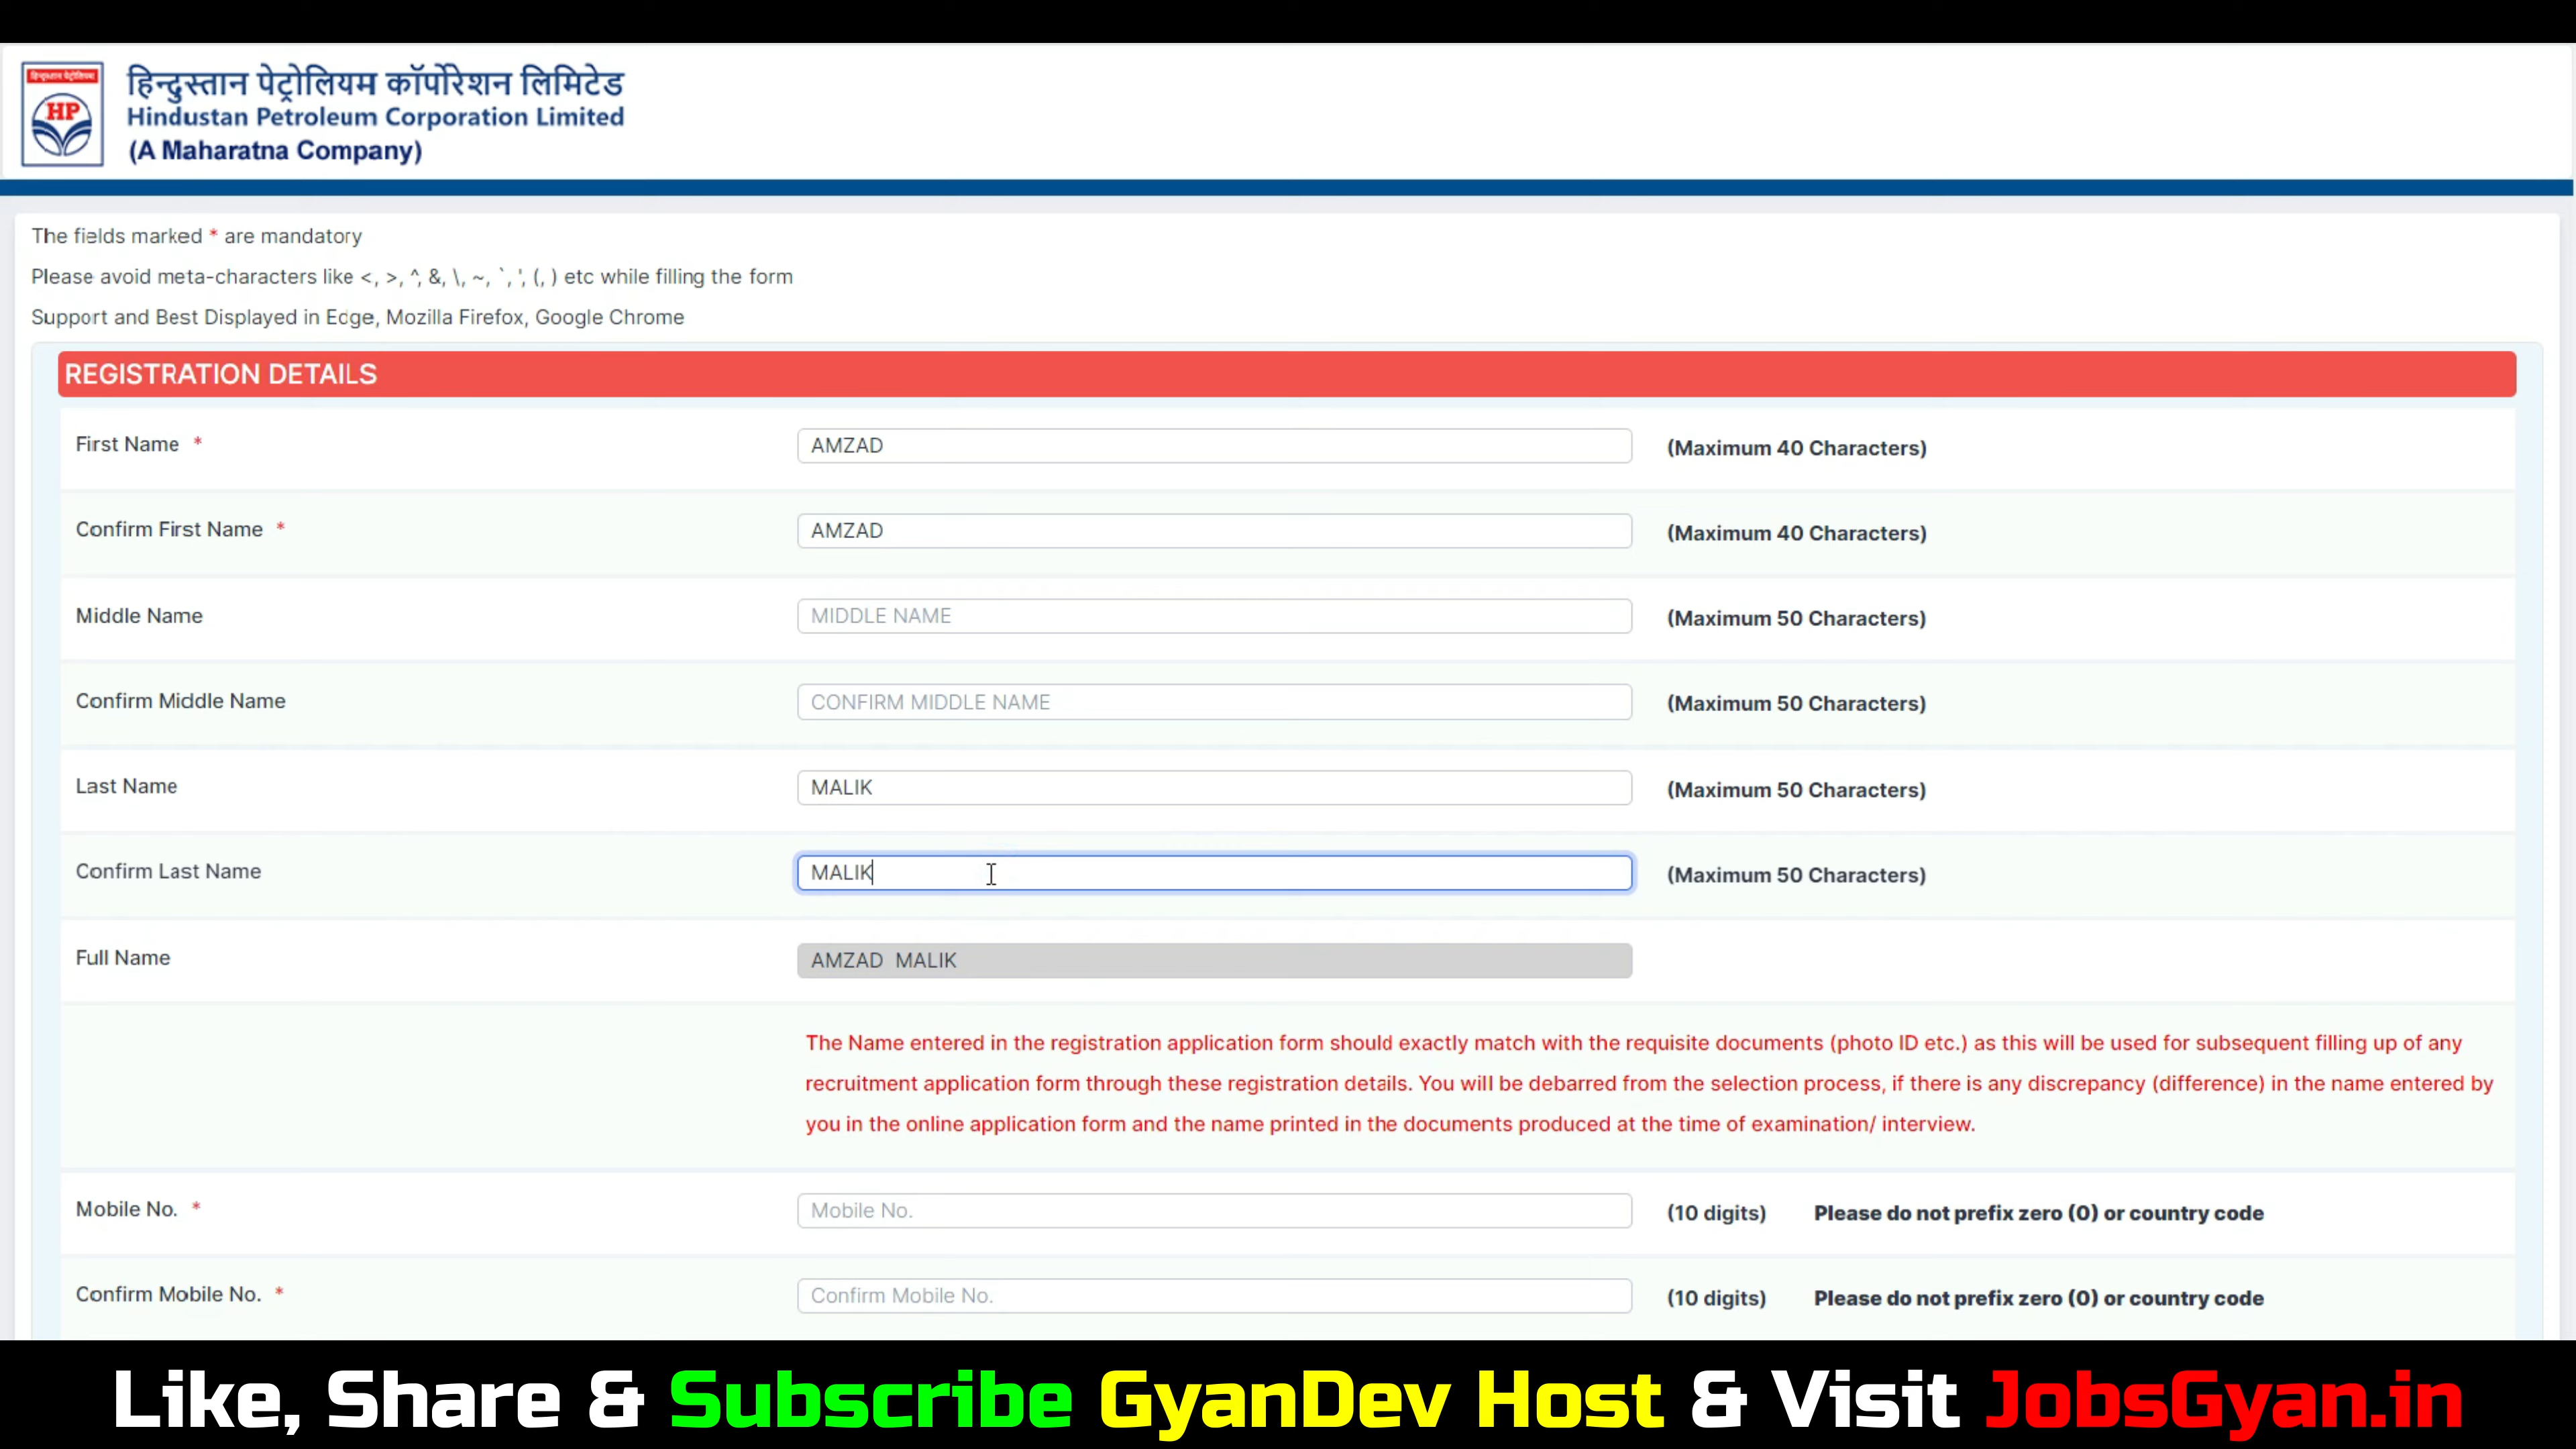 हिन्दुस्तान पेट्रोलियम
HP
हिन्दुस्तान पेट्रोलियम कॉर्पोरेशन लिमिटेड
Hindustan Petroleum Corporation Limited
(A Maharatna Company)
The fields marked * are mandatory
Please avoid meta-characters like <, >, ^, &, \, ~, `, ', (, ) etc while filling the form
Support and Best Displayed in Edge, Mozilla Firefox, Google Chrome
REGISTRATION DETAILS
First Name * AMZAD (Maximum 40 Characters)
Confirm First Name * AMZAD (Maximum 40 Characters)
Middle Name MIDDLE NAME (Maximum 50 Characters)
Confirm Middle Name CONFIRM MIDDLE NAME (Maximum 50 Characters)
Last Name MALIK (Maximum 50 Characters)
Confirm Last Name MALIK (Maximum 50 Characters)
Full Name AMZAD MALIK
The Name entered in the registration application form should exactly match with the requisite documents (photo ID etc.) as this will be used for subsequent filling up of any
recruitment application form through these registration details. You will be debarred from the selection process, if there is any discrepancy (difference) in the name entered by
you in the online application form and the name printed in the documents produced at the time of examination/ interview.
Mobile No. * Mobile No. (10 digits) Please do not prefix zero (0) or country code
Confirm Mobile No. * Confirm Mobile No. (10 digits) Please do not prefix zero (0) or country code
Like, Share & Subscribe GyanDev Host & Visit JobsGyan.in